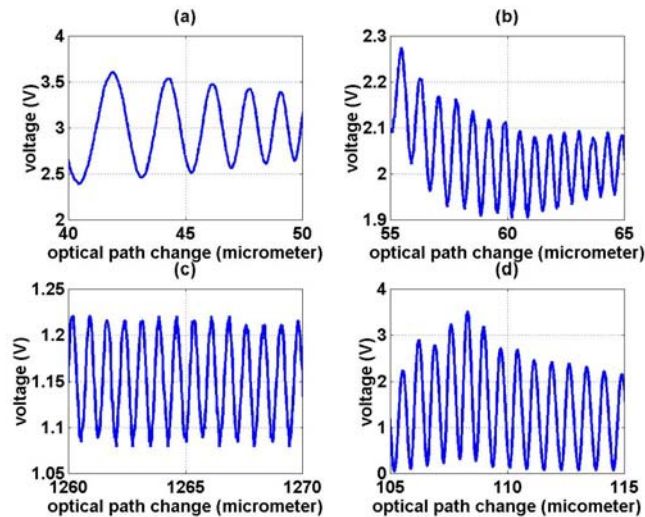 (a)
4
3.5
3
2.5
2
voltage (V)
40
45
50
optical path change (micrometer)
(b)
2.3
2.2
2.1
2
1.9
voltage (V)
55
60
65
optical path change (micrometer)
(c)
1.25
1.2
1.15
1.1
1.05
voltage (V)
1260
1265
1270
optical path change (micrometer)
(d)
4
3
2
1
0
voltage (V)
105
110
115
optical path change (micometer)